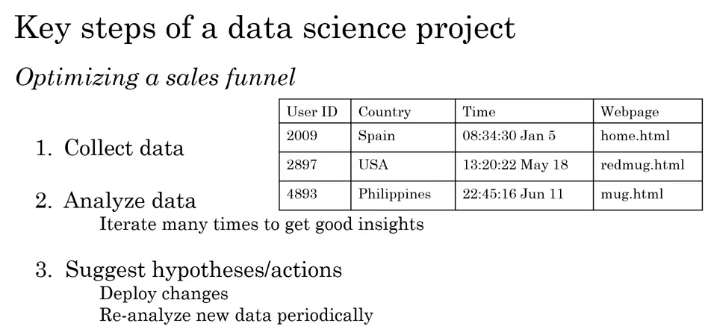 Key steps of a data science project
Optimizing a sales funnel
User ID Country Time Webpage
2009 Spain 08:34:30 Jan 5 home.html
2897 USA 13:20:22 May 18 redmug.html
4893 Philippines 22:45:16 Jun 11 mug.html
1. Collect data
2. Analyze data
Iterate many times to get good insights
3. Suggest hypotheses/actions
Deploy changes
Re-analyze new data periodically